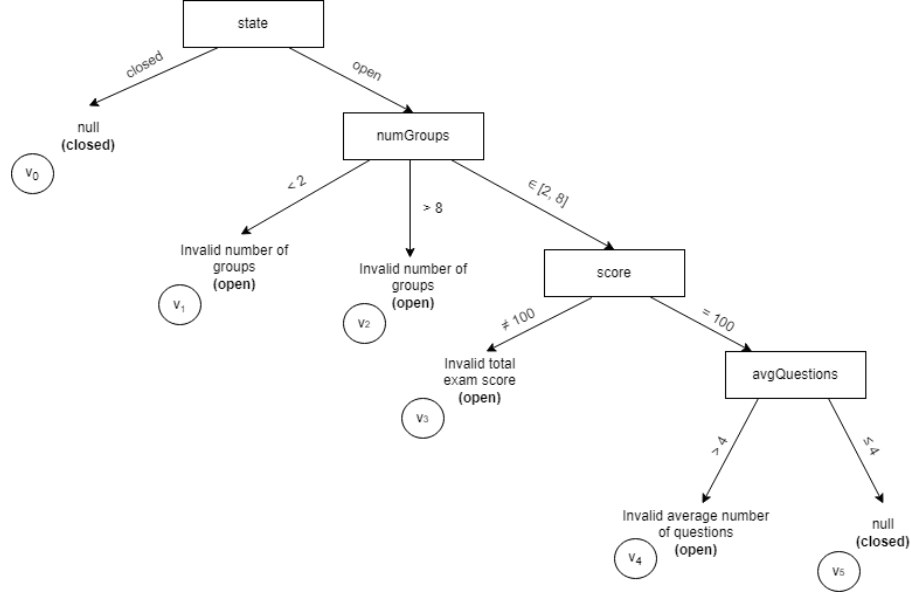 state
closed
open
null
(closed)
v0
numGroups
< 2
> 8
∈ [2, 8]
Invalid number of
groups
(open)
v1
Invalid number of
groups
(open)
v2
score
≠ 100
= 100
Invalid total
exam score
(open)
v3
avgQuestions
> 4
≤ 4
Invalid average number
of questions
(open)
v4
null
(closed)
v5